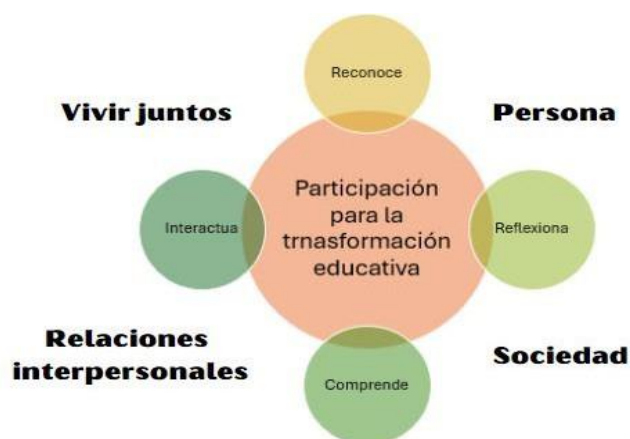 Reconoce
Vivir juntos
Persona
Participación
para la
trnasformación
educativa
Interactua
Reflexiona
Relaciones
interpersonales
Sociedad
Comprende